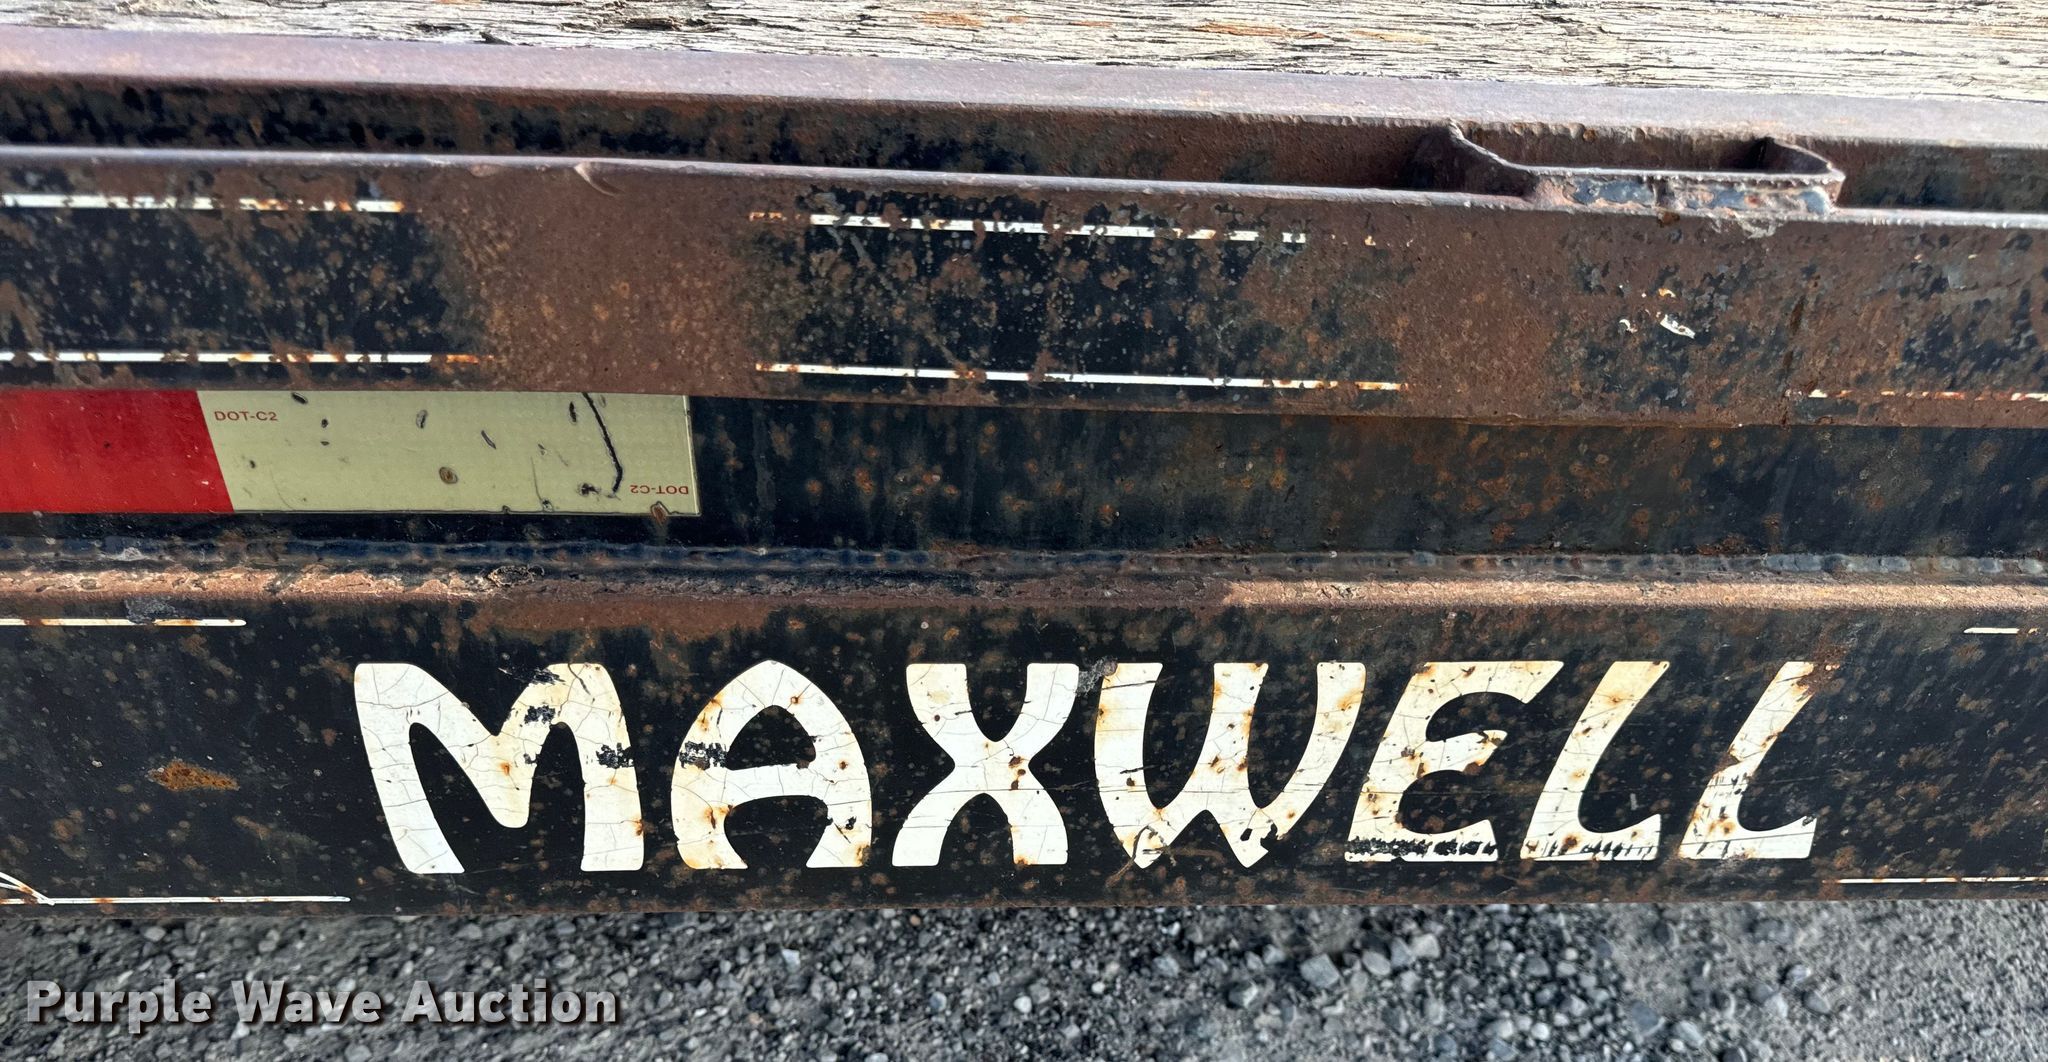 DOT-C2
DOT-C2
MAXWELL
Purple Wave Auction